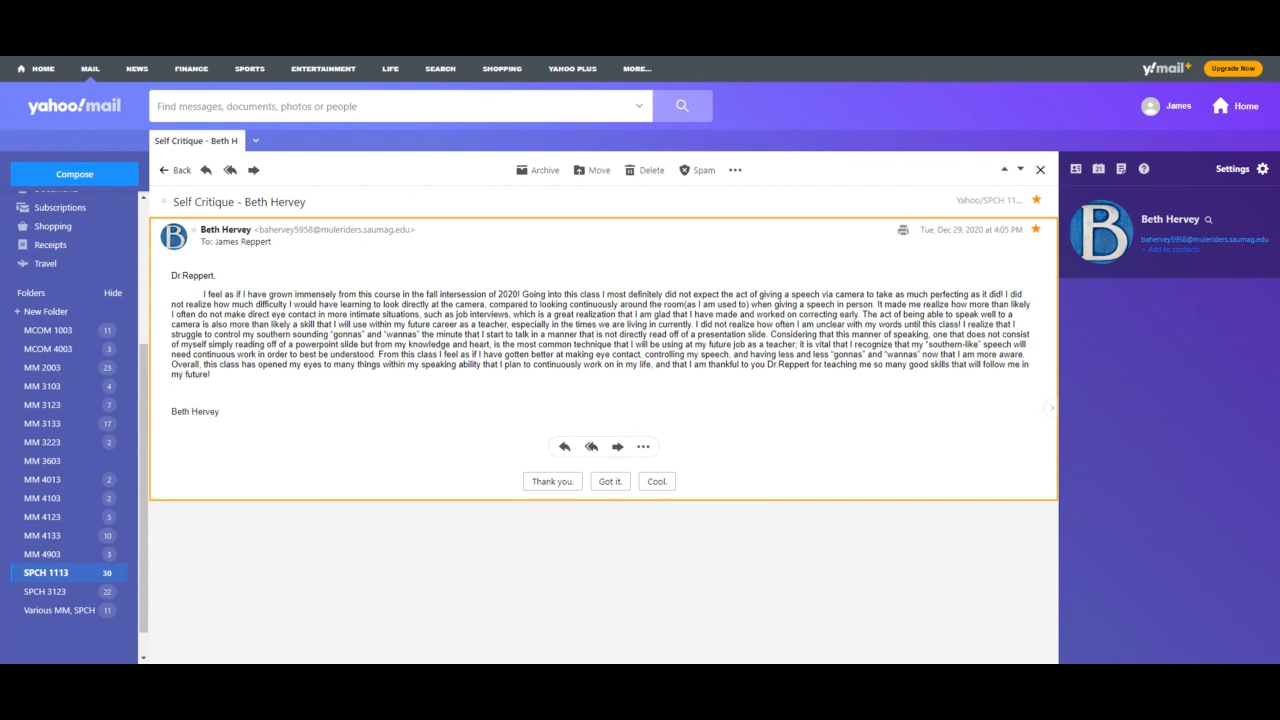 HOME MAIL NEWS FINANCE SPORTS ENTERTAINMENT LIFE SEARCH SHOPPING YAHOO PLUS MORE... y!mail+ Upgrade Now
yahoo!mail Find messages, documents, photos or people James Home
Self Critique - Beth H
Compose Back Archive Move Delete Spam ••• Settings
Subscriptions
Shopping
Receipts
Travel
Folders Hide
+ New Folder
MCOM 1003 11
MCOM 4003 3
MM 2003 23
MM 3103 4
MM 3123 7
MM 3133 17
MM 3223 2
MM 3603
MM 4013 2
MM 4103 2
MM 4123 5
MM 4133 10
MM 4903 3
SPCH 1113 30
SPCH 3123 22
Various MM, SPCH 11
Self Critique - Beth Hervey Yahoo/SPCH 11...
Beth Hervey <bahervey5958@muleriders.saumag.edu> Tue, Dec 29, 2020 at 4:05 PM
To: James Reppert
Dr.Reppert,
I feel as if I have grown immensely from this course in the fall intersession of 2020! Going into this class I most definitely did not expect the act of giving a speech via camera to take as much perfecting as it did! I did
not realize how much difficulty I would have learning to look directly at the camera, compared to looking continuously around the room(as I am used to) when giving a speech in person. It made me realize how more than likely
I often do not make direct eye contact in more intimate situations, such as job interviews, which is a great realization that I am glad that I have made and worked on correcting early. The act of being able to speak well to a
camera is also more than likely a skill that I will use within my future career as a teacher, especially in the times we are living in currently. I did not realize how often I am unclear with my words until this class! I realize that I
struggle to control my southern sounding “gonnas” and “wannas” the minute that I start to talk in a manner that is not directly read off of a presentation slide. Considering that this manner of speaking, one that does not consist
of myself simply reading off of a powerpoint slide but from my knowledge and heart, is the most common technique that I will be using at my future job as a teacher; it is vital that I recognize that my “southern-like” speech will
need continuous work in order to best be understood. From this class I feel as if I have gotten better at making eye contact, controlling my speech, and having less and less “gonnas” and “wannas” now that I am more aware.
Overall, this class has opened my eyes to many things within my speaking ability that I plan to continuously work on in my life, and that I am thankful to you Dr.Reppert for teaching me so many good skills that will follow me in
my future!
Beth Hervey
Thank you. Got it. Cool.
B Beth Hervey
bahervey5958@muleriders.saumag.edu
+ Add to contacts